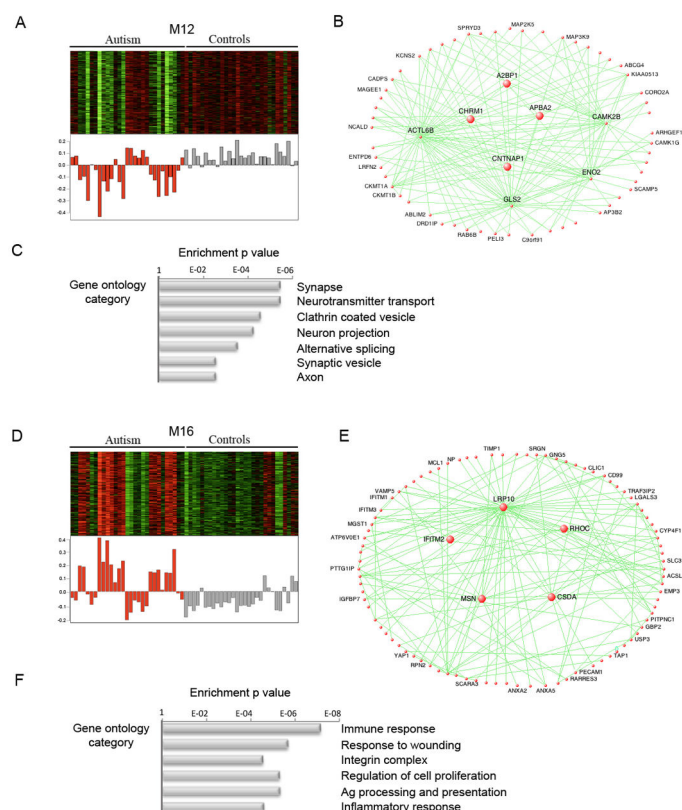 A
M12
Autism
Controls
0.2
0.1
0.0
-0.1
-0.2
-0.3
-0.4
B
MAP2K5
SPRYD3
MAP3K9
KCNS2
ABCG4
KIAA0513
CADPS
A2BP1
MAGEE1
CORO2A
CHRM1
APBA2
CAMK2B
NCALD
ACTL6B
ARHGEF1
CAMK1G
ENTPD6
CNTNAP1
LRFN2
ENO2
CKMT1A
SCAMP5
CKMT1B
GLS2
AP3B2
ABLIM2
DRD1IP
RAB6B
PELI3
C9orf91
C
Enrichment p value
1
E-02
E-04
E-06
Gene ontology
category
Synapse
Neurotransmitter transport
Clathrin coated vesicle
Neuron projection
Alternative splicing
Synaptic vesicle
Axon
D
M16
Autism
Controls
0.4
0.3
0.2
0.1
0.0
-0.1
-0.2
E
TIMP1
SRGN
GNG5
NP
MCL1
CLIC1
CD99
VAMP5
TRAF3IP2
IFITM1
LGALS3
LRP10
IFITM3
MGST1
RHOC
CYP4F1
ATP6V0E1
IFITM2
SLC3
PTTG1IP
ACSL
EMP3
IGFBP7
MSN
CSDA
PITPNC1
GBP2
USP3
YAP1
TAP1
RPN2
PECAM1
RARRES3
SCARA3
ANXA2
ANXA5
F
Enrichment p value
1
E-02
E-04
E-06
E-08
Gene ontology
category
Immune response
Response to wounding
Integrin complex
Regulation of cell proliferation
Ag processing and presentation
Inflammatory response